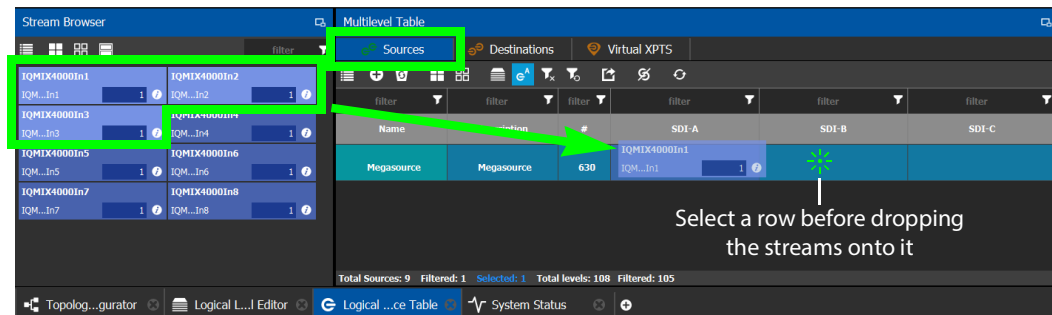 Stream Browser
Multilevel Table
filter
Sources
Destinations
Virtual XPTS
IQMIX4000In1
IQM...In1 1
IQMIX4000In2
IQM...In2 1
IQMIX4000In3
IQM...In3 1
IQMIX4000In4
IQM...In4 1
IQMIX4000In5
IQM...In5 1
IQMIX4000In6
IQM...In6 1
IQMIX4000In7
IQM...In7 1
IQMIX4000In8
IQM...In8 1
filter filter filter filter filter filter
Name # SDI-A SDI-B SDI-C
Megasource Megasource 630
IQMIX4000In1
IQM...In1 1
Select a row before dropping
the streams onto it
Total Sources: 9 Filtered: 1 Selected: 1 Total levels: 108 Filtered: 105
Topolog...gurator
Logical L...l Editor
Logical ...ce Table
System Status